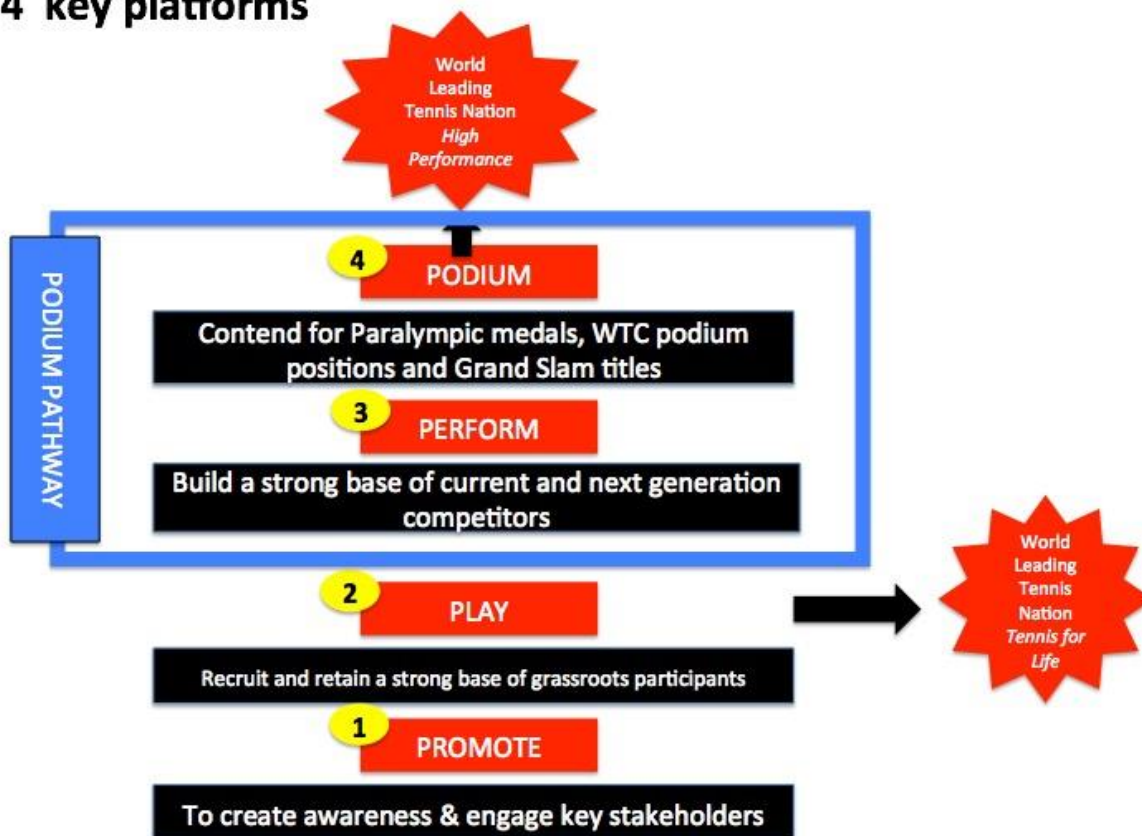 4 key platforms
World
Leading
Tennis Nation
High
Performance
PODIUM PATHWAY
4
PODIUM
Contend for Paralympic medals, WTC podium
positions and Grand Slam titles
3
PERFORM
Build a strong base of current and next generation
competitors
2
PLAY
Recruit and retain a strong base of grassroots participants
World
Leading
Tennis
Nation
Tennis for
Life
1
PROMOTE
To create awareness & engage key stakeholders